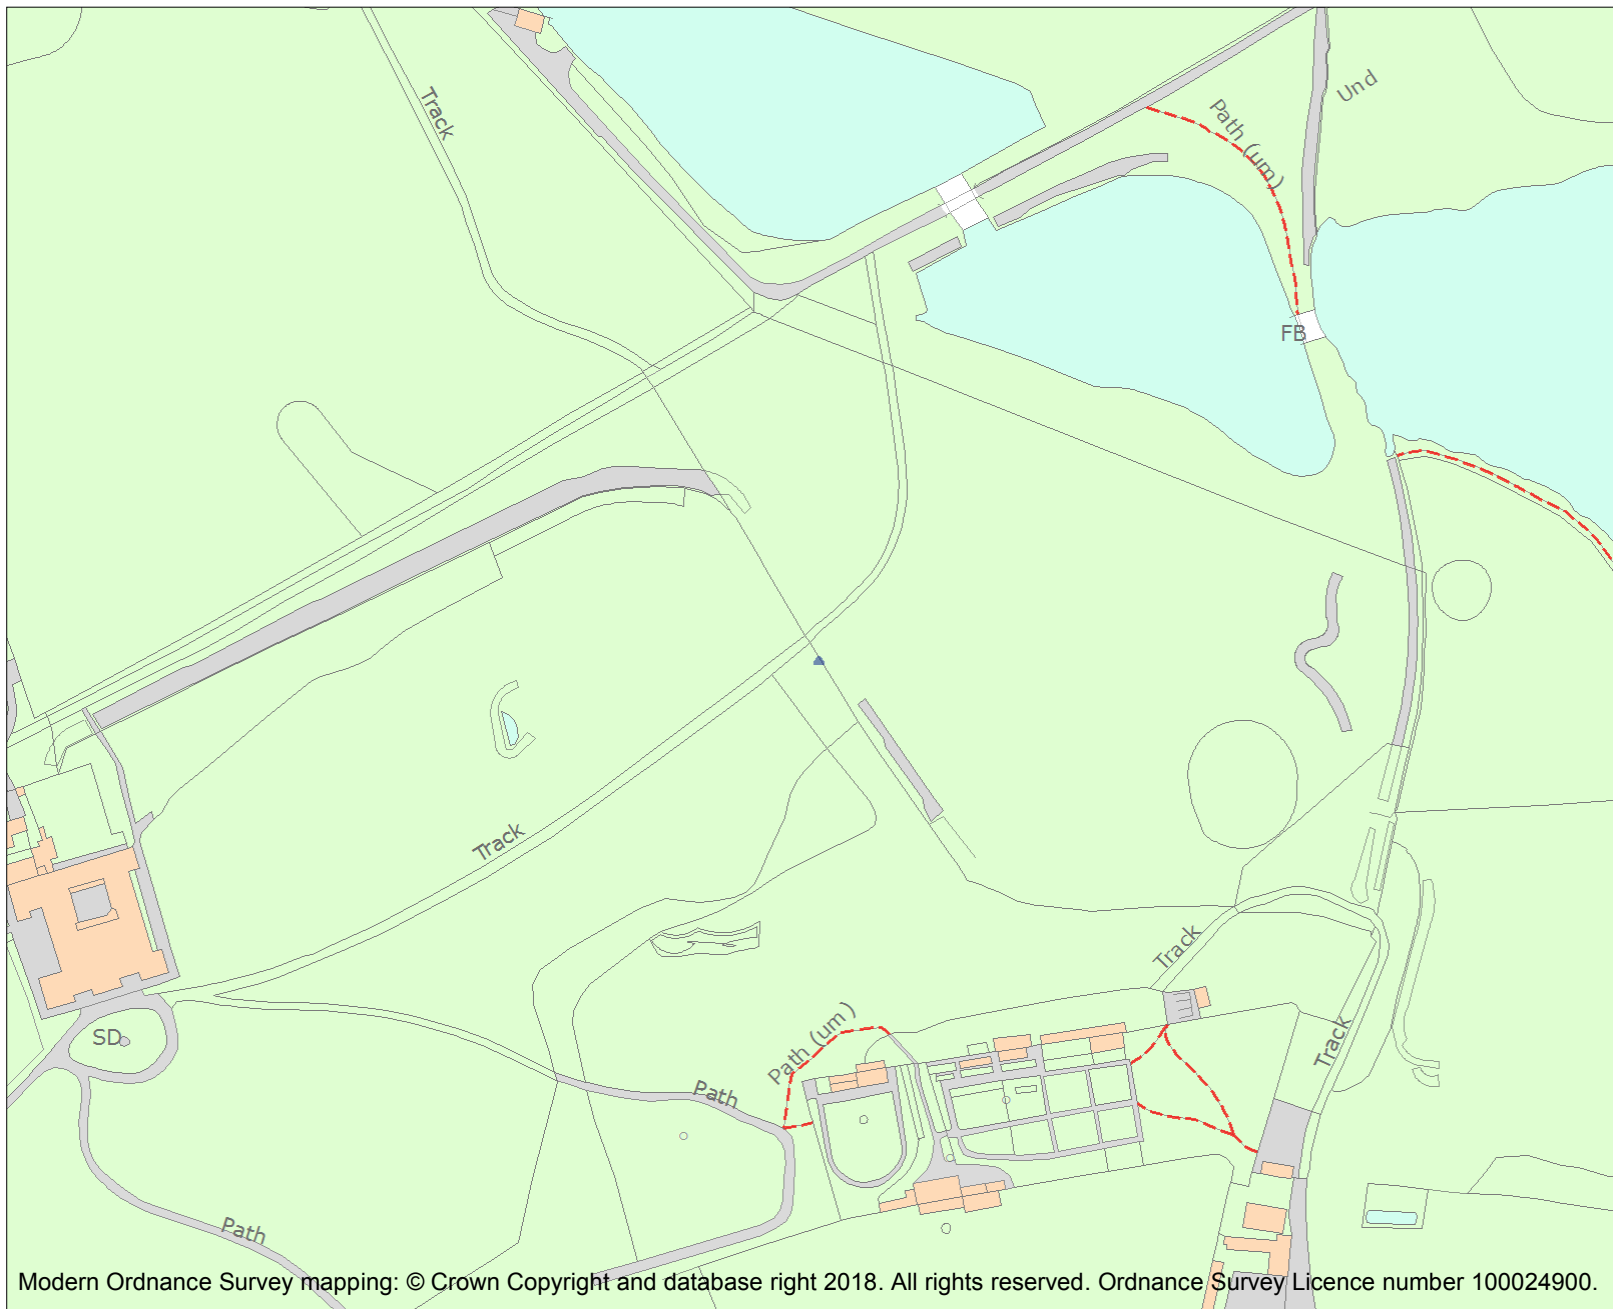 Track
Und
Path (um)
FB
Track
Track
Path (um)
SD
Track
Path
Path
Modern Ordnance Survey mapping: © Crown Copyright and database right 2018. All rights reserved. Ordnance Survey Licence number 100024900.